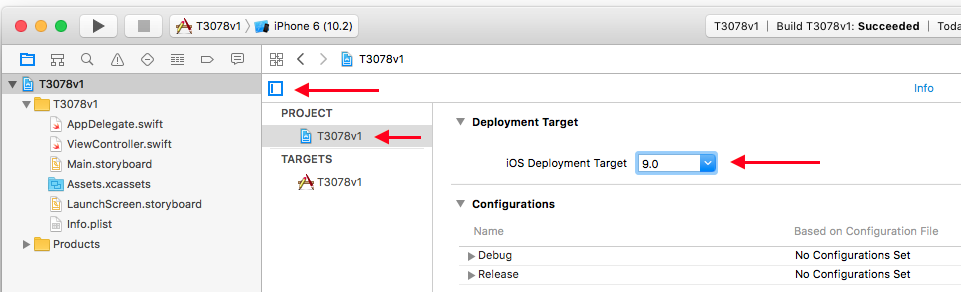 T3078v1 iPhone 6 (10.2) T3078v1 Build T3078v1: Succeeded Toda
T3078v1
T3078v1
T3078v1
AppDelegate.swift
ViewController.swift
Main.storyboard
Assets.xcassets
LaunchScreen.storyboard
Info.plist
Products
Info
PROJECT
T3078v1
TARGETS
T3078v1
Deployment Target
iOS Deployment Target 9.0
Configurations
Name Based on Configuration File
Debug No Configurations Set
Release No Configurations Set